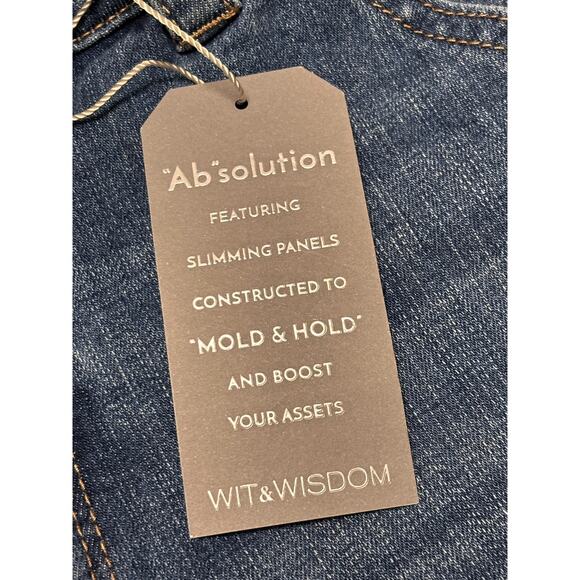 "Ab"solution
FEATURING
SLIMMING PANELS
CONSTRUCTED TO
"MOLD & HOLD"
AND BOOST
YOUR ASSETS
WIT&WISDOM